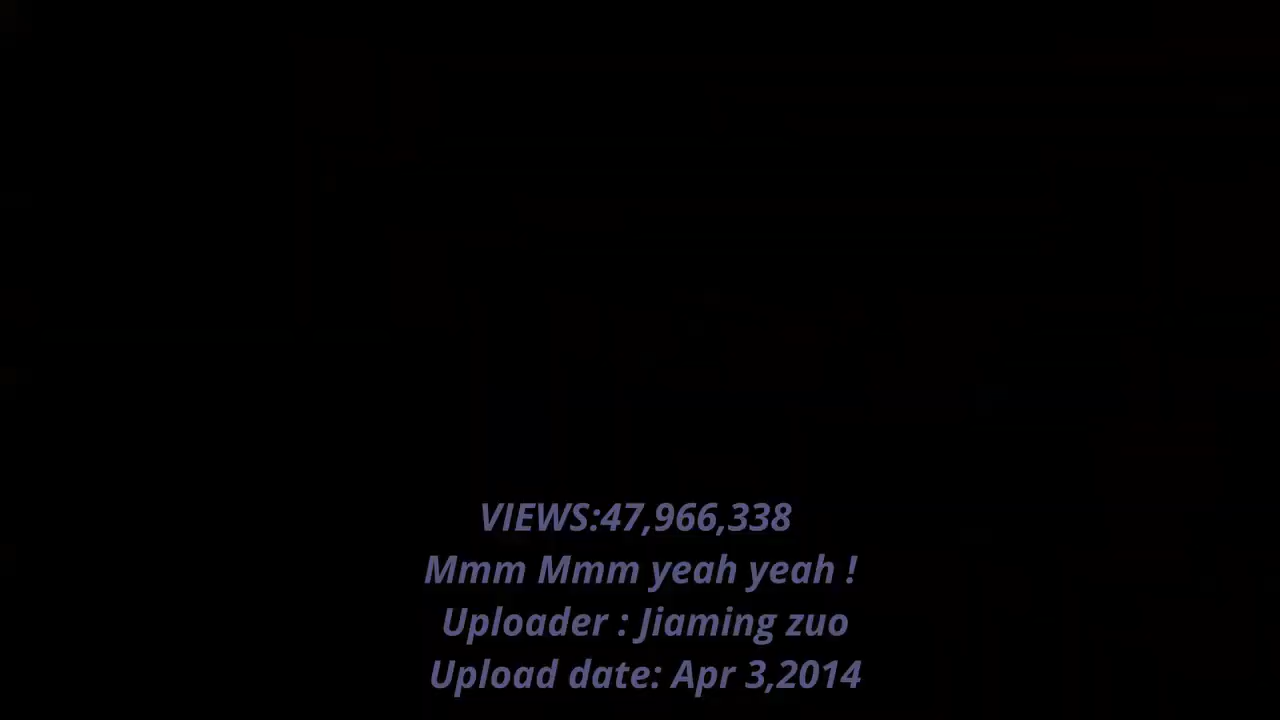 VIEWS:47,966,338
Mmm Mmm yeah yeah !
Uploader : Jiaming zuo
Upload date: Apr 3,2014